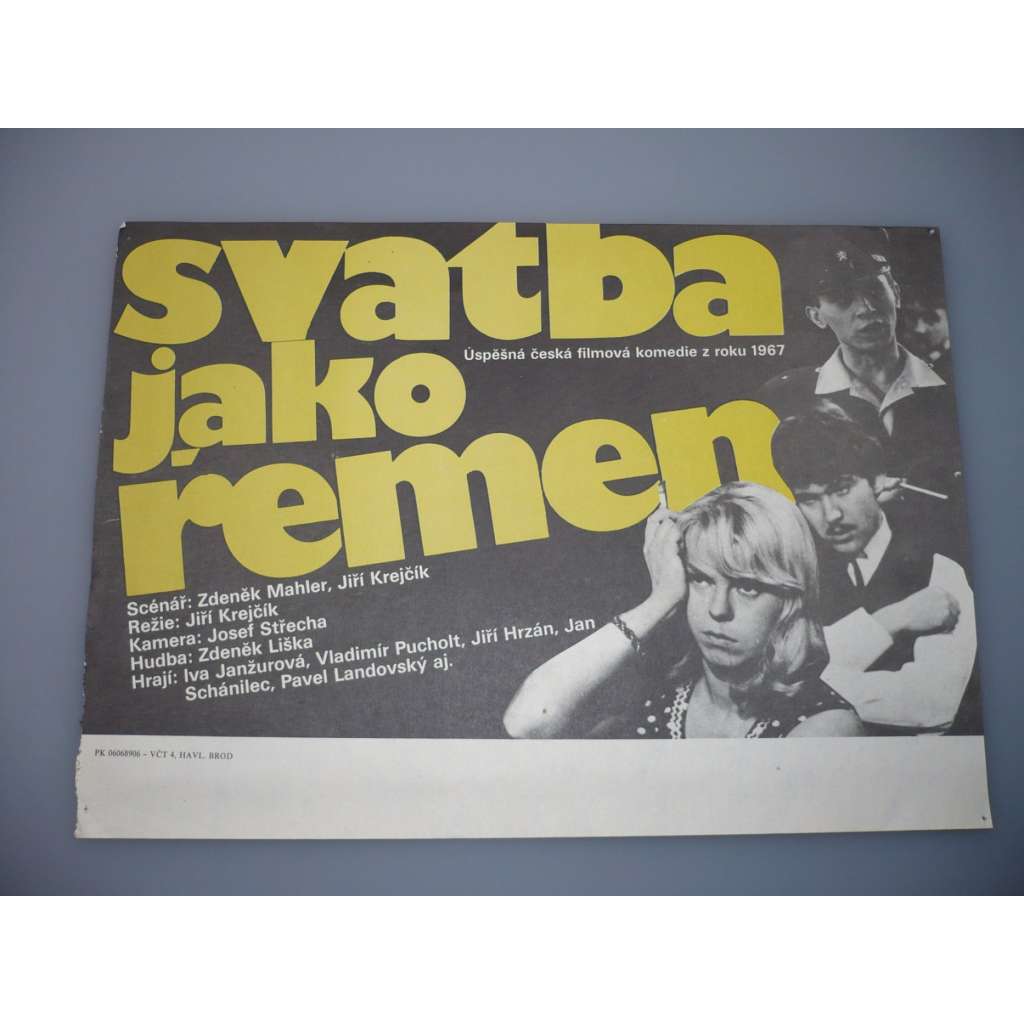 svatba
jako
Úspěšná česká filmová komedie z roku 1967
řemen
Scénář: Zdeněk Mahler, Jiří Krejčík
Režie: Jiří Krejčík
Kamera: Josef Střecha
Hudba: Zdeněk Liška
Hrají: Iva Janžurová, Vladimír Pucholt, Jiří Hrzán, Jan
Schánilec, Pavel Landovský aj.
PK 06068906 – VČT 4, HAVL. BROD